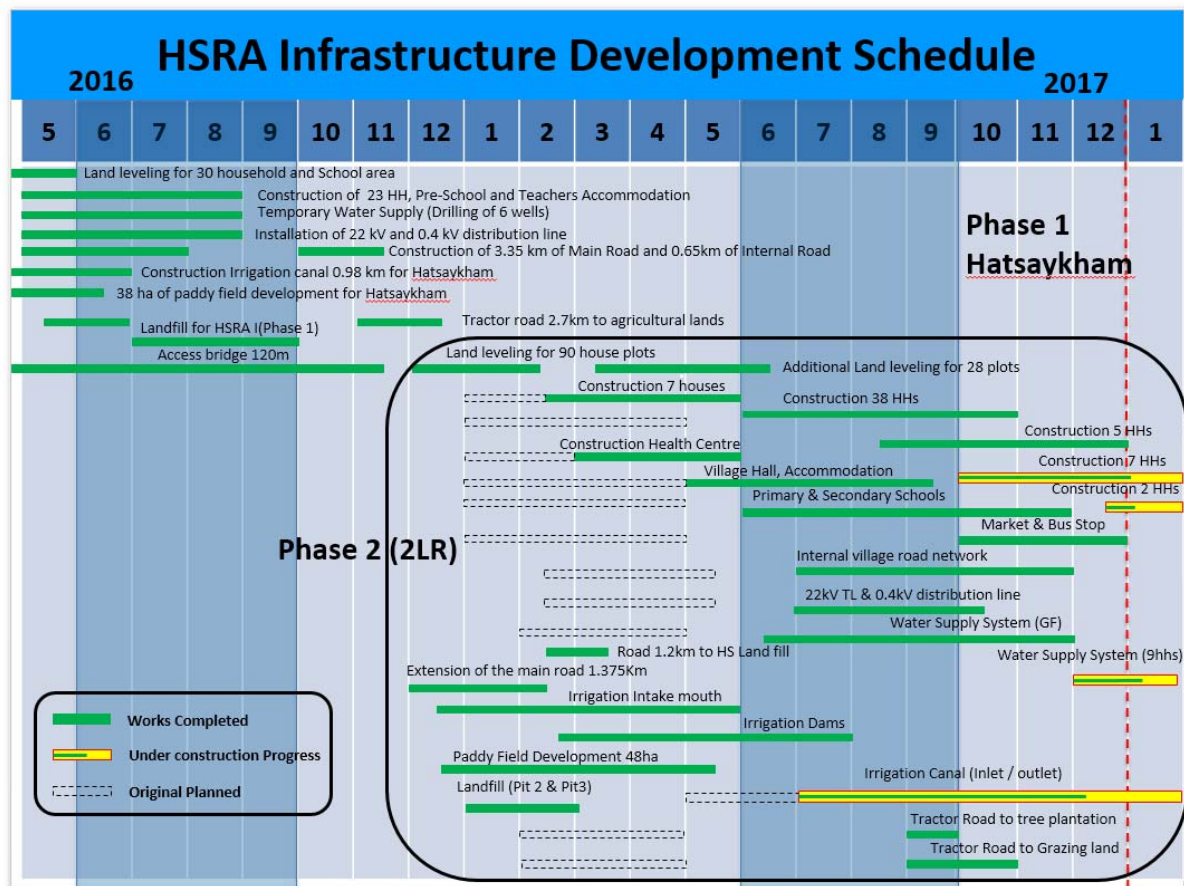 HSRA Infrastructure Development Schedule
2016
2017
5 6 7 8 9 10 11 12 1 2 3 4 5 6 7 8 9 10 11 12 1
Land leveling for 30 household and School area
Construction of 23 HH, Pre-School and Teachers Accommodation
Temporary Water Supply (Drilling of 6 wells)
Installation of 22 kV and 0.4 kV distribution line
Construction of 3.35 km of Main Road and 0.65km of Internal Road
Phase 1
Hatsaykham
Construction Irrigation canal 0.98 km for Hatsaykham
38 ha of paddy field development for Hatsaykham
Landfill for HSRA I(Phase 1)
Tractor road 2.7km to agricultural lands
Access bridge 120m
Land leveling for 90 house plots
Additional Land leveling for 28 plots
Construction 7 houses
Construction 38 HHs
Construction 5 HHs
Construction Health Centre
Construction 7 HHs
Village Hall, Accommodation
Construction 2 HHs
Primary & Secondary Schools
Market & Bus Stop
Phase 2 (2LR)
Internal village road network
22kV TL & 0.4kV distribution line
Water Supply System (GF)
Road 1.2km to HS Land fill
Water Supply System (9hhs)
Extension of the main road 1.375Km
Irrigation Intake mouth
Irrigation Dams
Paddy Field Development 48ha
Irrigation Canal (Inlet / outlet)
Landfill (Pit 2 & Pit3)
Tractor Road to tree plantation
Tractor Road to Grazing land
Works Completed
Under construction Progress
Original Planned